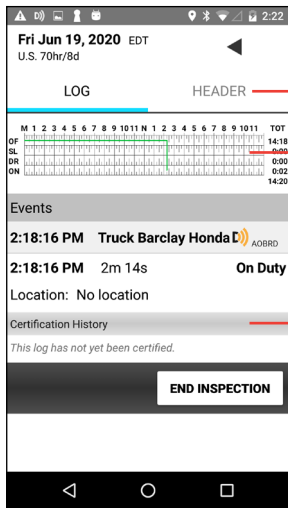 2:22
Fri Jun 19, 2020 EDT
U.S. 70hr/8d
LOG HEADER
M 1 2 3 4 5 6 7 8 9 10 11 N 1 2 3 4 5 6 7 8 9 10 11 TOT
OF 14:18
SL 0:00
DR 0:00
ON 0:02
14:20
Events
2:18:16 PM Truck Barclay Honda D AOBRD
2:18:16 PM 2m 14s On Duty
Location: No location
Certification History
This log has not yet been certified.
END INSPECTION